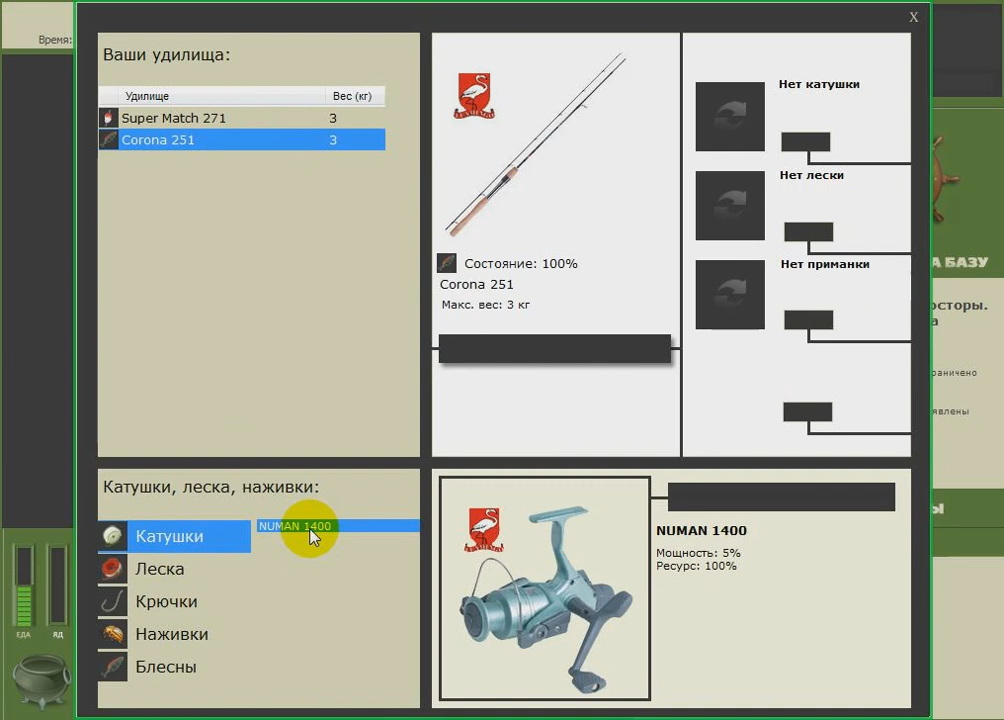 X
Время:
Ваши удилища:
Удилище Вес (кг)
Super Match 271 3
Corona 251 3
Состояние: 100%
Corona 251
Макс. вес: 3 кг
Нет катушки
Нет лески
Нет приманки
А БАЗУ
осторы.
а
раничено
явлены
ы
Катушки, леска, наживки:
Катушки
Леска
Крючки
Наживки
Блесны
NUMAN 1400
NUMAN 1400
Мощность: 5%
Ресурс: 100%
ЕДА ЯД